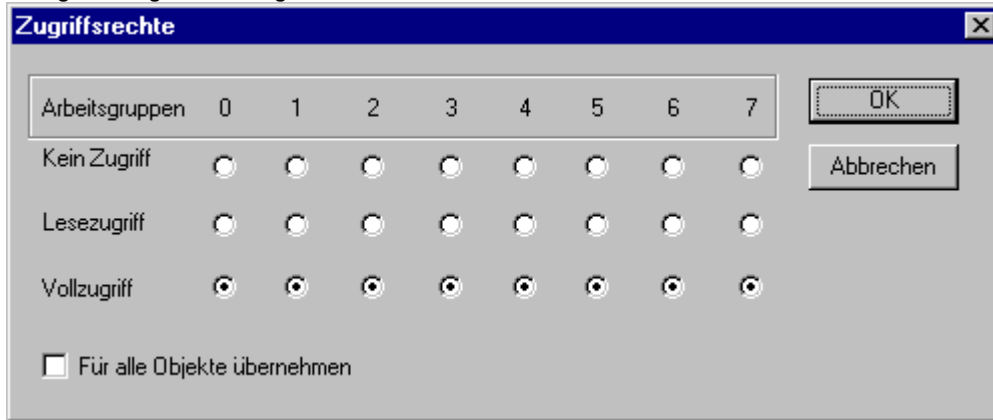 Zugriffsrechte
Arbeitsgruppen 0 1 2 3 4 5 6 7
OK
Kein Zugriff
Abbrechen
Lesezugriff
Vollzugriff
Für alle Objekte übernehmen